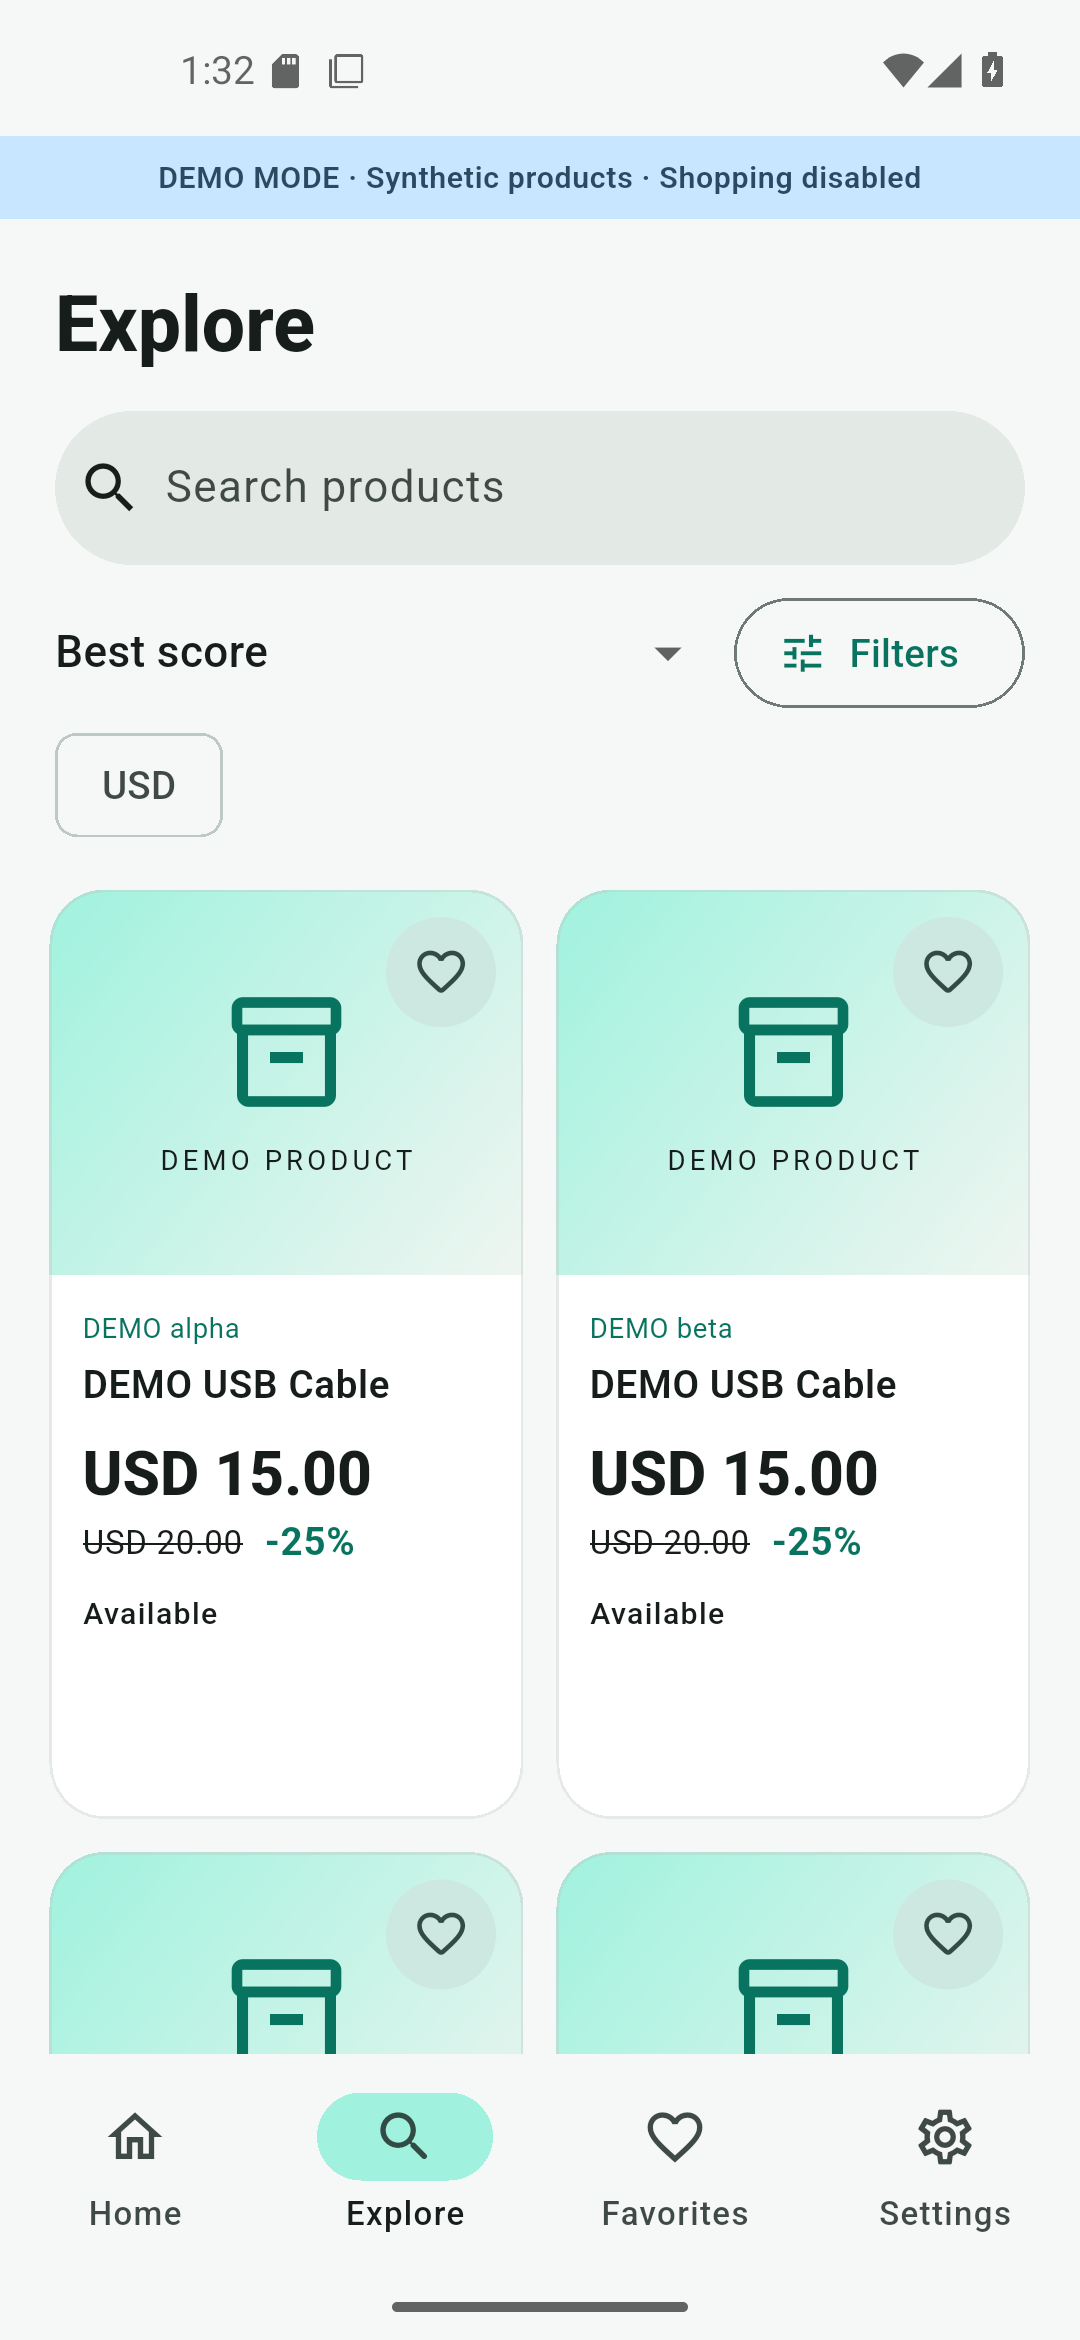 1:32
DEMO MODE · Synthetic products · Shopping disabled
Explore
Search products
Best score
Filters
USD
DEMO PRODUCT
DEMO PRODUCT
DEMO alpha
DEMO beta
DEMO USB Cable
DEMO USB Cable
USD 15.00
USD 15.00
USD 20.00 -25%
USD 20.00 -25%
Available
Available
Home
Explore
Favorites
Settings